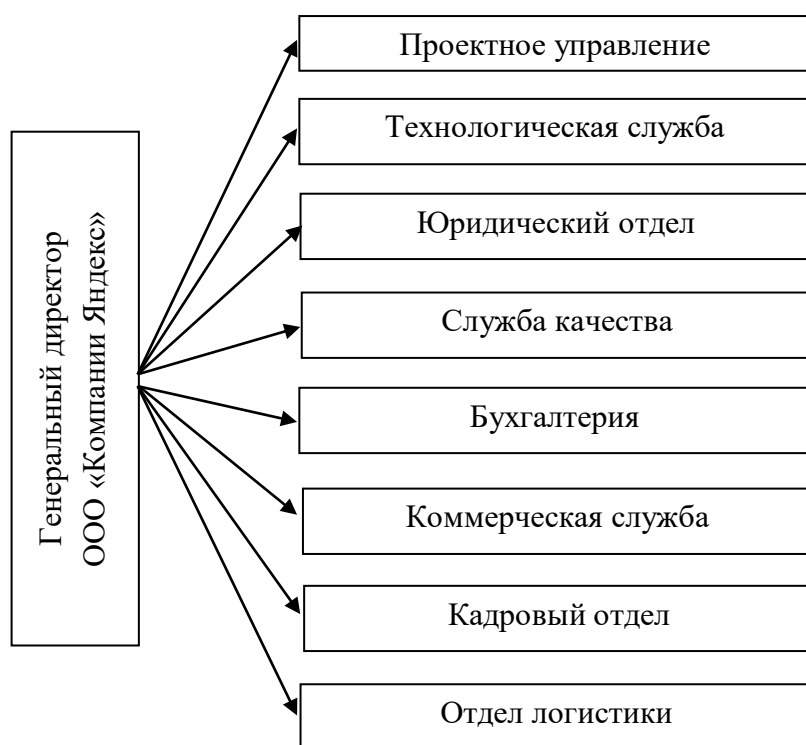 Генеральный директор
ООО «Компании Яндекс»
Проектное управление
Технологическая служба
Юридический отдел
Служба качества
Бухгалтерия
Коммерческая служба
Кадровый отдел
Отдел логистики